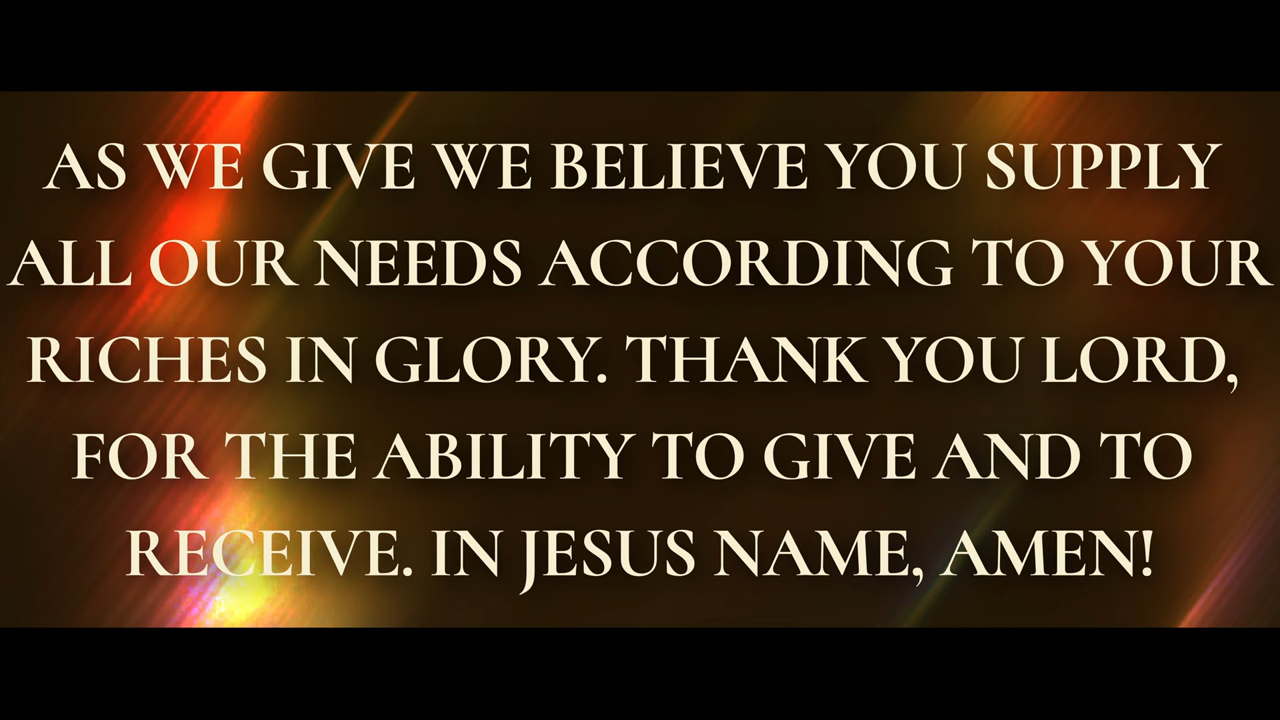 AS WE GIVE WE BELIEVE YOU SUPPLY
ALL OUR NEEDS ACCORDING TO YOUR
RICHES IN GLORY. THANK YOU LORD,
FOR THE ABILITY TO GIVE AND TO
RECEIVE. IN JESUS NAME, AMEN!